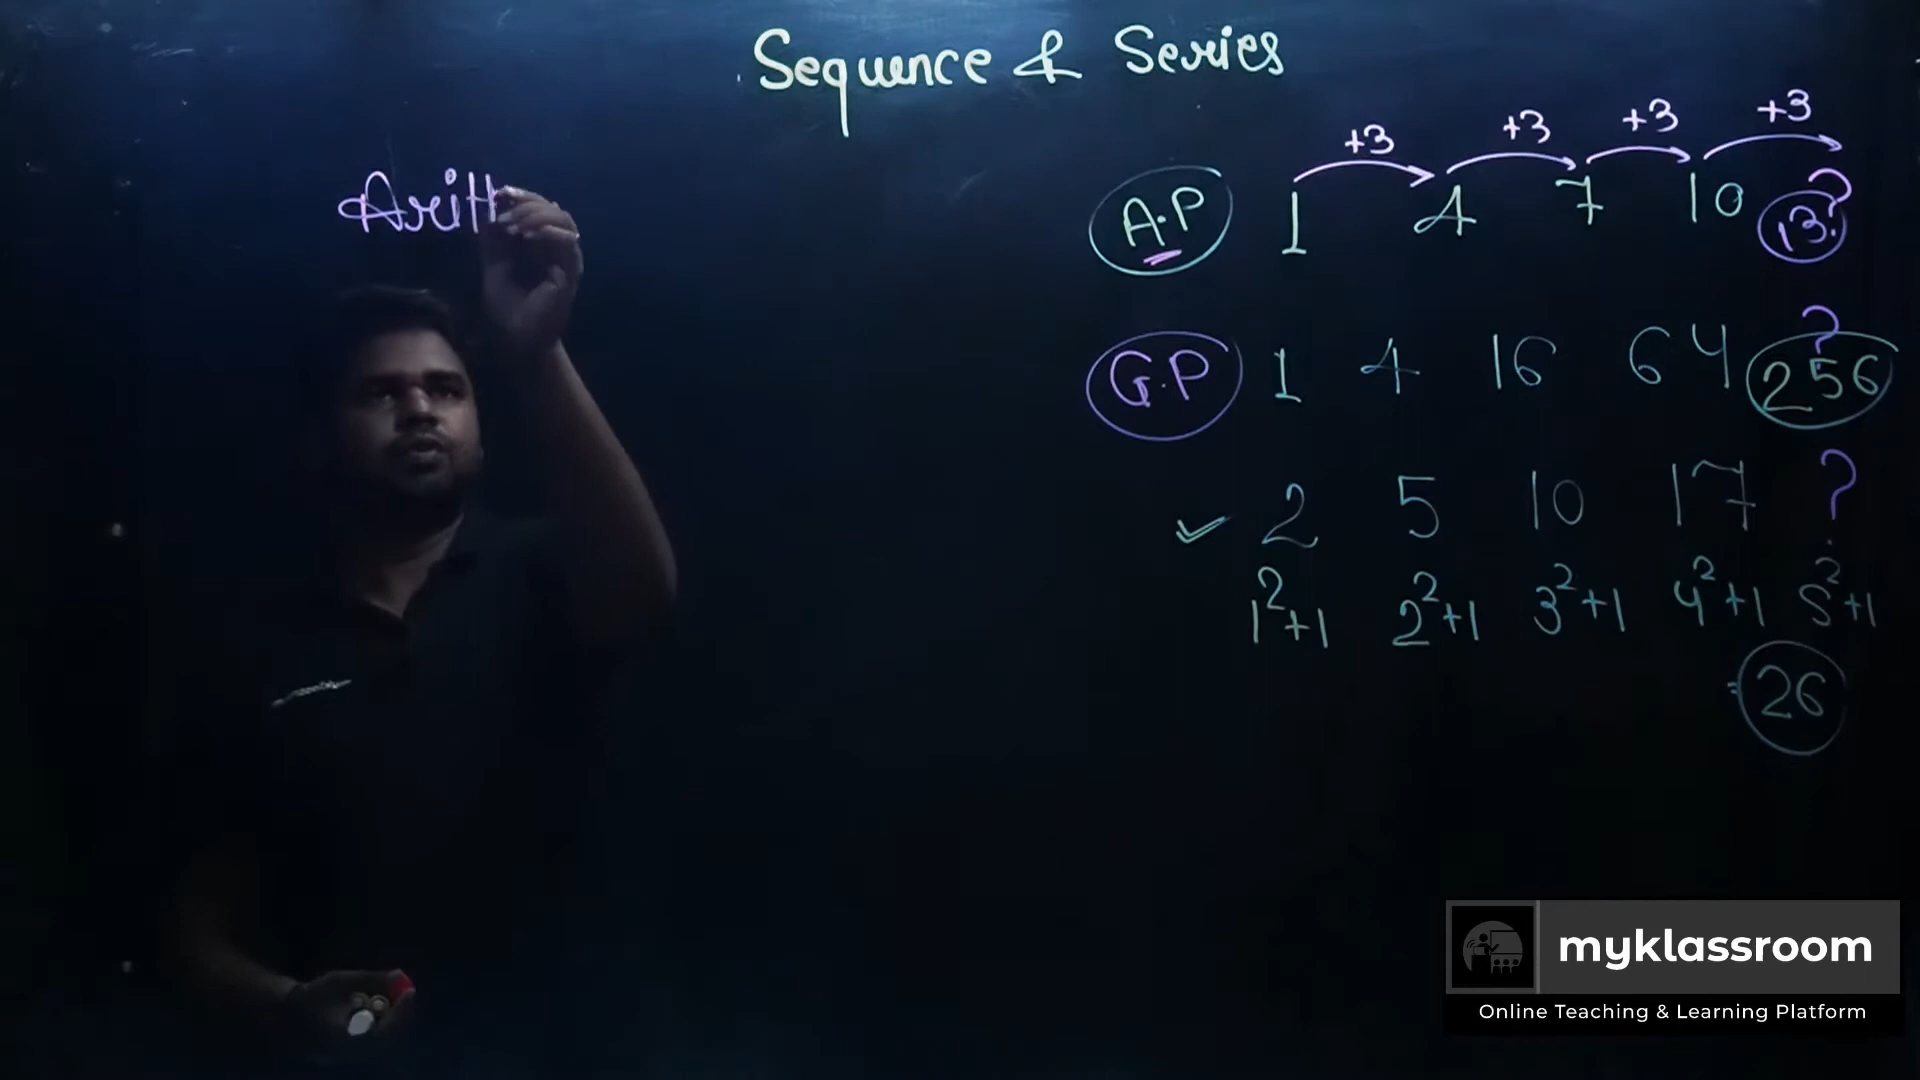 Sequence & Series
Arith
+3 +3 +3 +3
A.P 1 4 7 10 13 ?
?
G.P 1 4 16 64 256
2 5 10 17 ?
1²+1 2²+1 3²+1 4²+1 5²+1
= 26
myklassroom
Online Teaching & Learning Platform